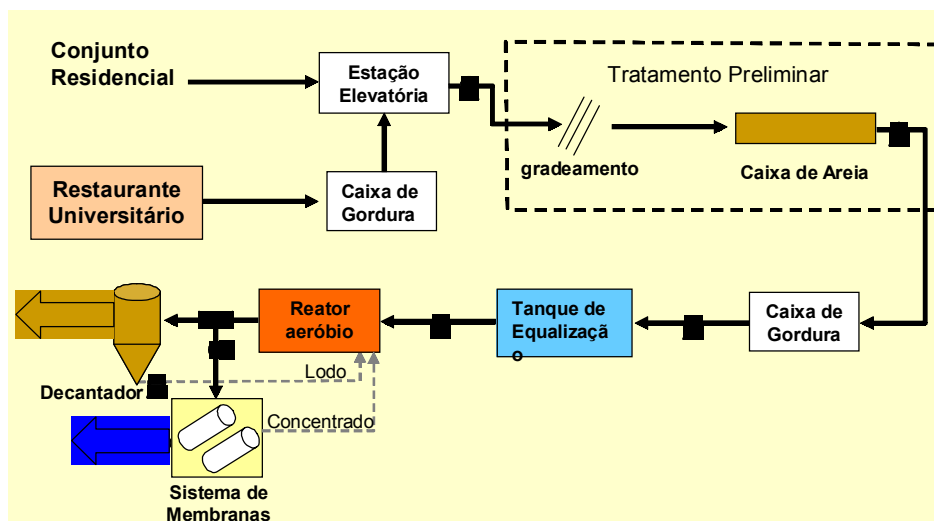 Conjunto
Residencial
Estação
Elevatória
Tratamento Preliminar
gradeamento
Caixa de Areia
Restaurante
Universitário
Caixa de
Gordura
Reator
aeróbio
Tanque de
Equalizaçã
o
Caixa de
Gordura
Decantador
Lodo
Concentrado
Sistema de
Membranas